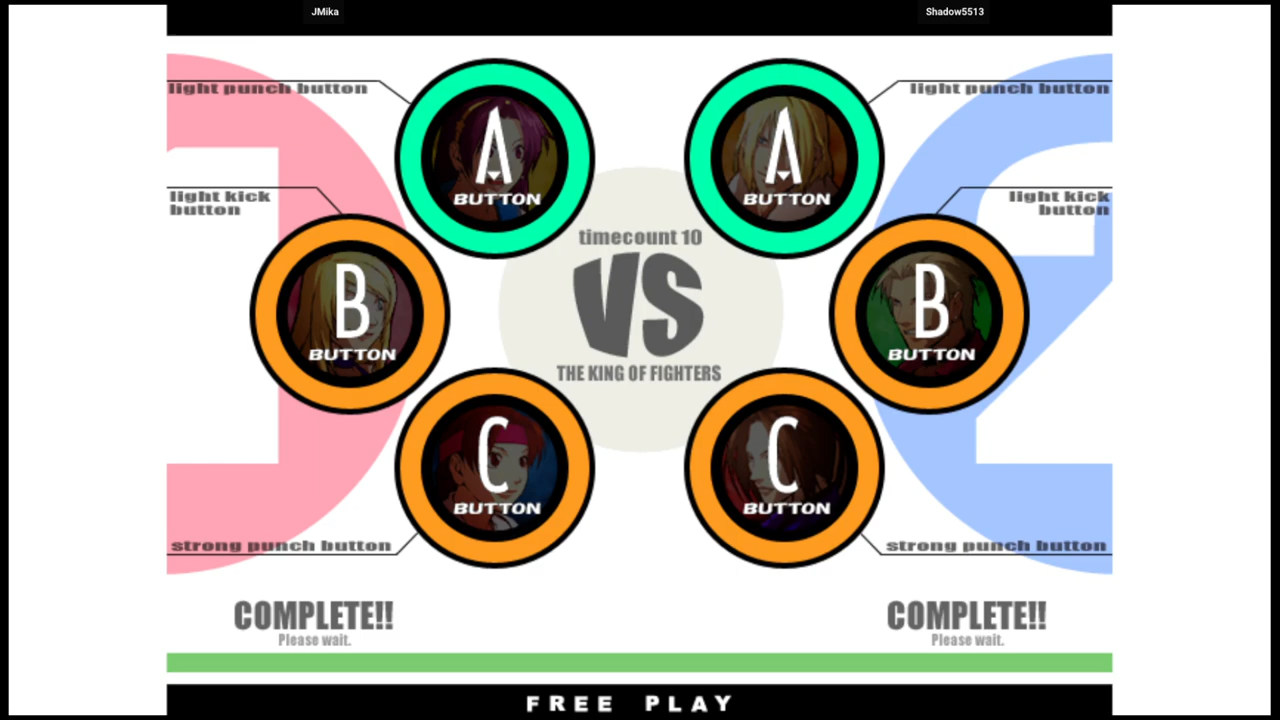 JMika
Shadow5513
light punch button
light punch button
A
BUTTON
A
BUTTON
light kick
button
light kick
button
timecount 10
VS
THE KING OF FIGHTERS
B
BUTTON
B
BUTTON
C
BUTTON
C
BUTTON
strong punch button
strong punch button
COMPLETE!!
Please wait.
COMPLETE!!
Please wait.
FREE PLAY